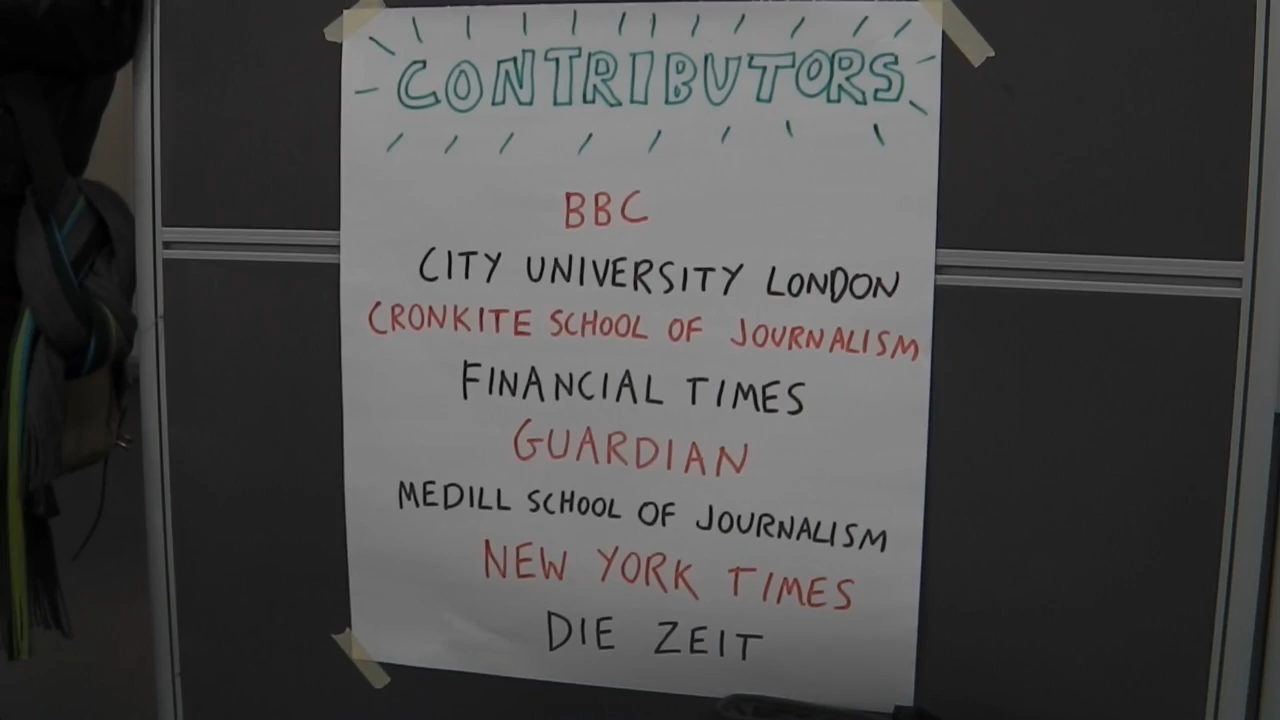 CONTRIBUTORS
BBC
CITY UNIVERSITY LONDON
CRONKITE SCHOOL OF JOURNALISM
FINANCIAL TIMES
GUARDIAN
MEDILL SCHOOL OF JOURNALISM
NEW YORK TIMES
DIE ZEIT